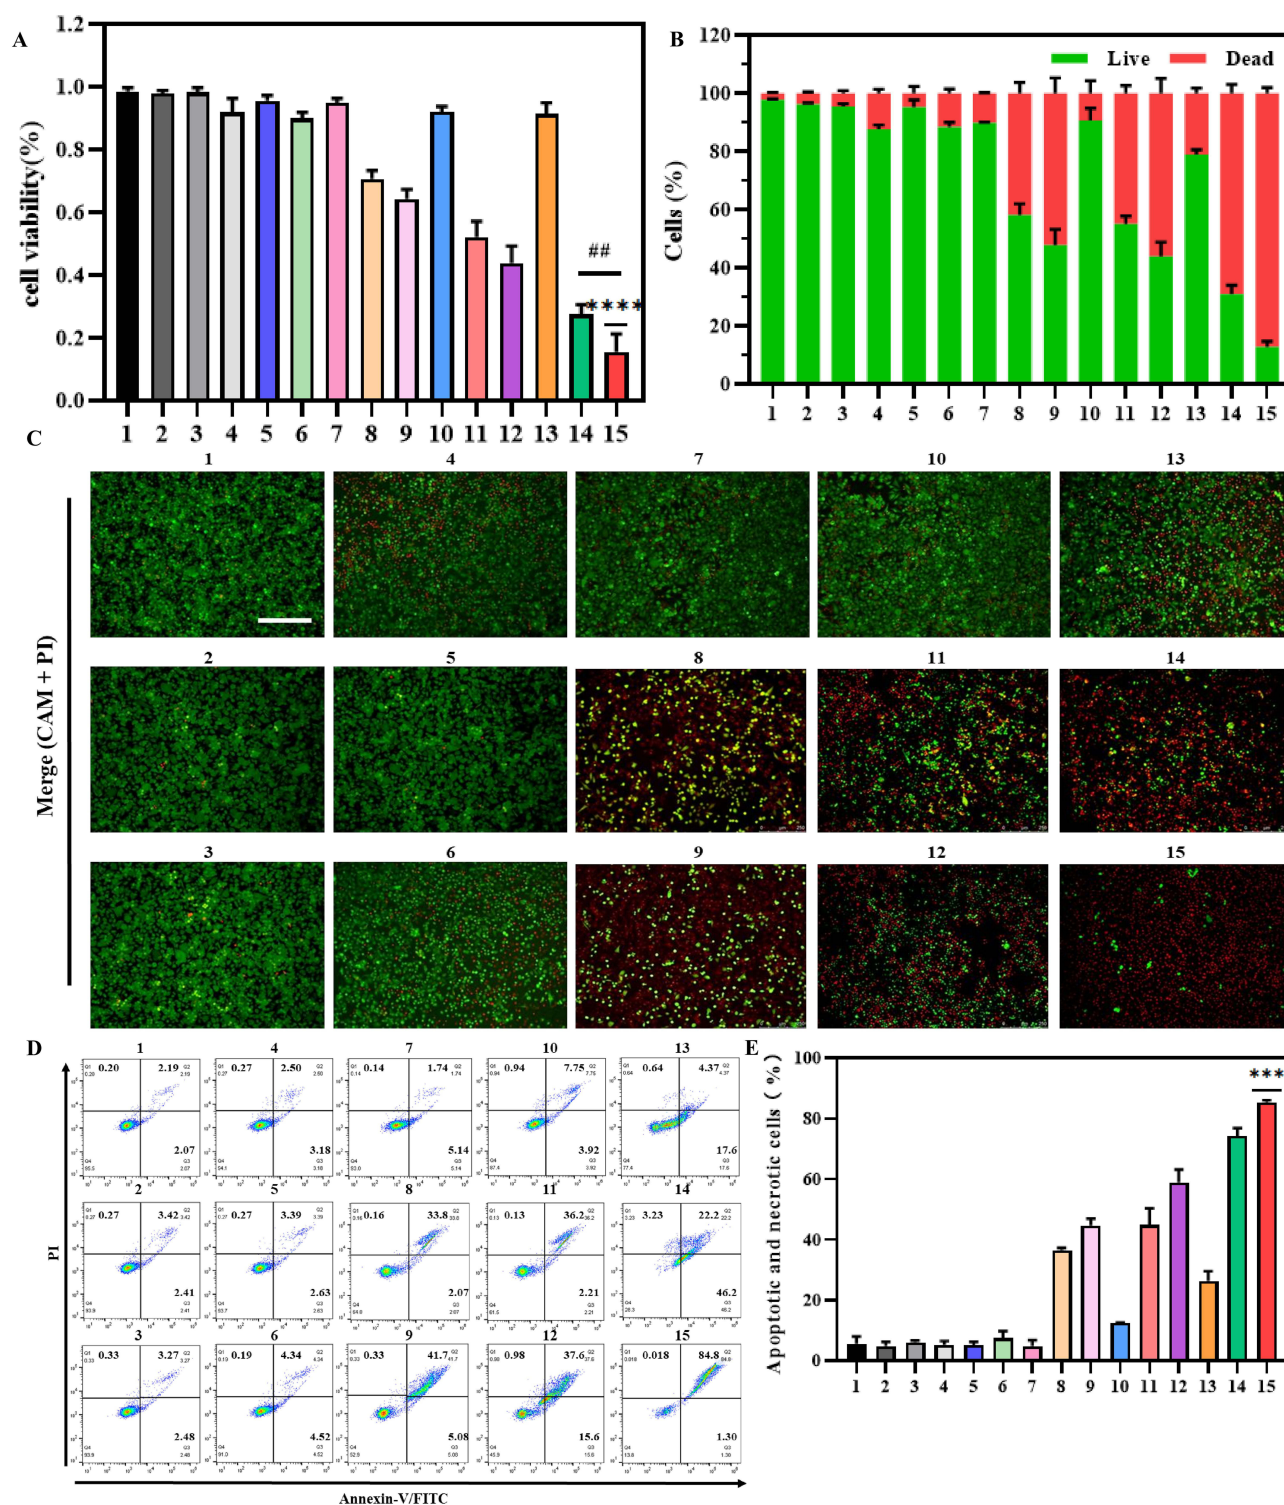 A
cell viability(%)
1.2
1.0
0.8
0.6
0.4
0.2
0.0
##
****
1 2 3 4 5 6 7 8 9 10 11 12 13 14 15
B
Cells (%)
Live Dead
120
100
80
60
40
20
0
1 2 3 4 5 6 7 8 9 10 11 12 13 14 15
C
Merge (CAM + PI)
1 4 7 10 13
2 5 8 11 14
3 6 9 12 15
D
PI
1 4 7 10 13
0.20 2.19 0.27 2.50 0.14 1.74 0.94 7.75 0.64 4.37
2.07 3.18 5.14 3.92 17.6
2 5 8 11 14
0.27 3.42 0.27 3.39 0.16 33.8 0.13 36.2 3.23 22.2
2.41 2.63 2.07 2.21 46.2
3 6 9 12 15
0.33 3.27 0.19 4.34 0.33 41.7 0.98 37.6 0.018 84.8
2.48 4.52 5.08 15.6 1.30
Annexin-V/FITC
E
Apoptotic and necrotic cells ( %)
100
80
60
40
20
0
***
1 2 3 4 5 6 7 8 9 10 11 12 13 14 15